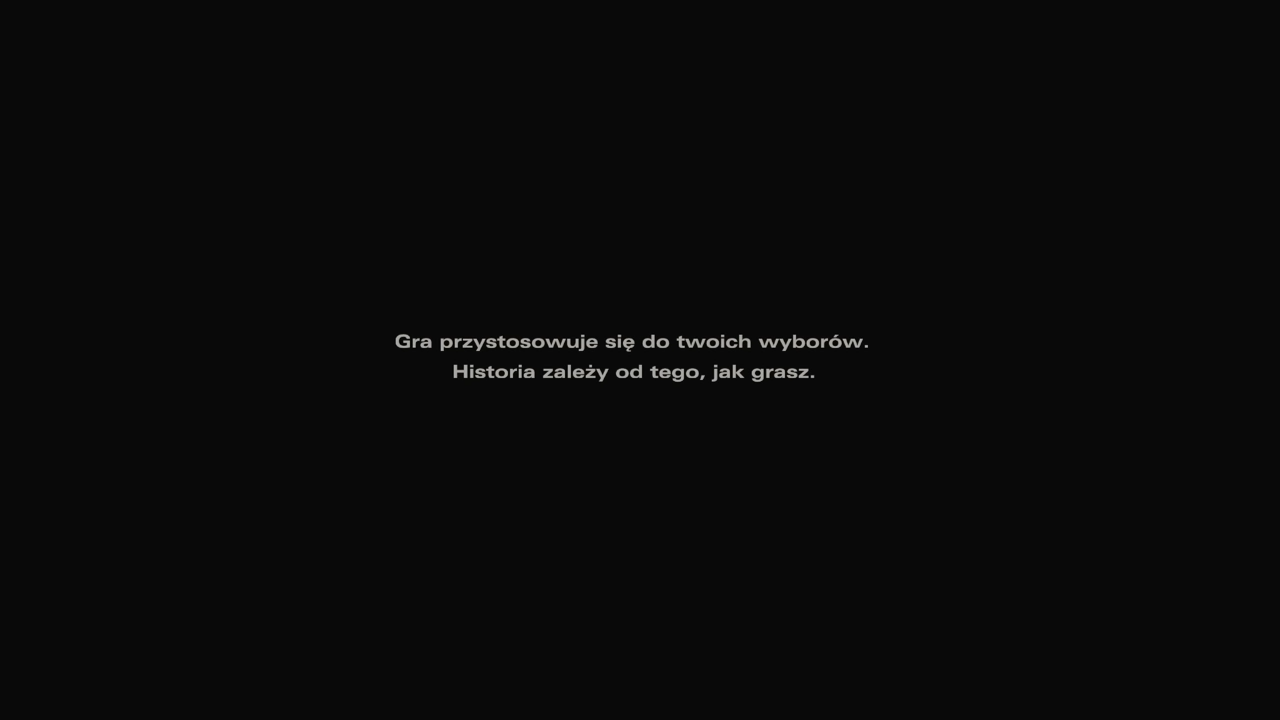 Gra przystosowuje się do twoich wyborów.
Historia zależy od tego, jak grasz.